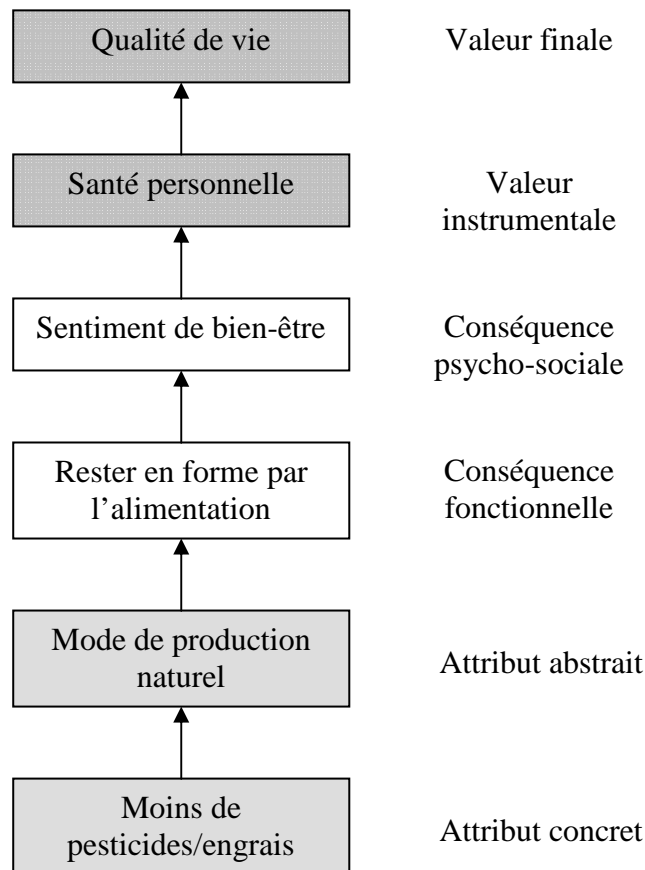 Qualité de vie
Valeur finale
Santé personnelle
Valeur
instrumentale
Sentiment de bien-être
Conséquence
psycho-sociale
Rester en forme par
l’alimentation
Conséquence
fonctionnelle
Mode de production
naturel
Attribut abstrait
Moins de
pesticides/engrais
Attribut concret